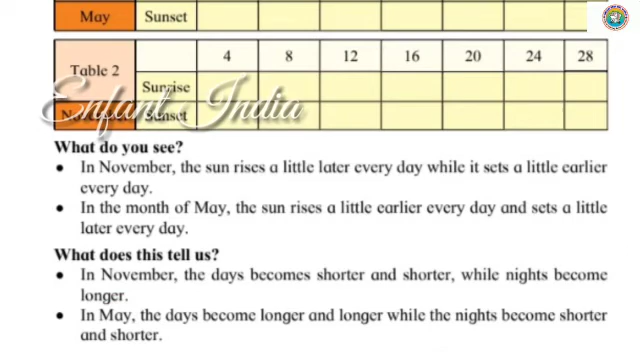 May Sunset
Table 2 4 8 12 16 20 24 28
Sunrise
November Sunset
Enfant India
What do you see?
• In November, the sun rises a little later every day while it sets a little earlier
every day.
• In the month of May, the sun rises a little earlier every day and sets a little
later every day.
What does this tell us?
• In November, the days becomes shorter and shorter, while nights become
longer.
• In May, the days become longer and longer while the nights become shorter
and shorter.